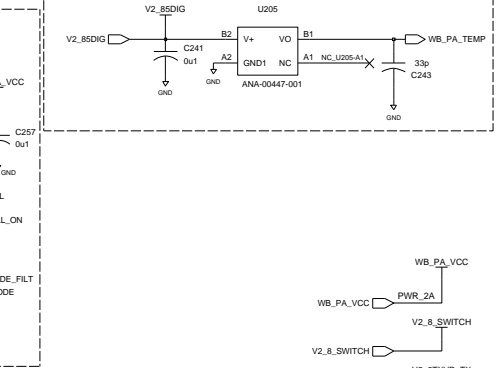 V2_85DIG
U205
V2_85DIG
B2
V+
VO
B1
WB_PA_TEMP
C241
0u1
A2
GND1
NC
A1
NC_U205-A1
33p
C243
GND
ANA-00447-001
GND
GND
_VCC
C257
0u1
GND
L
L_ON
DE_FILT
ODE
WB_PA_VCC
WB_PA_VCC
PWR_2A
V2_8_SWITCH
V2_8_SWITCH